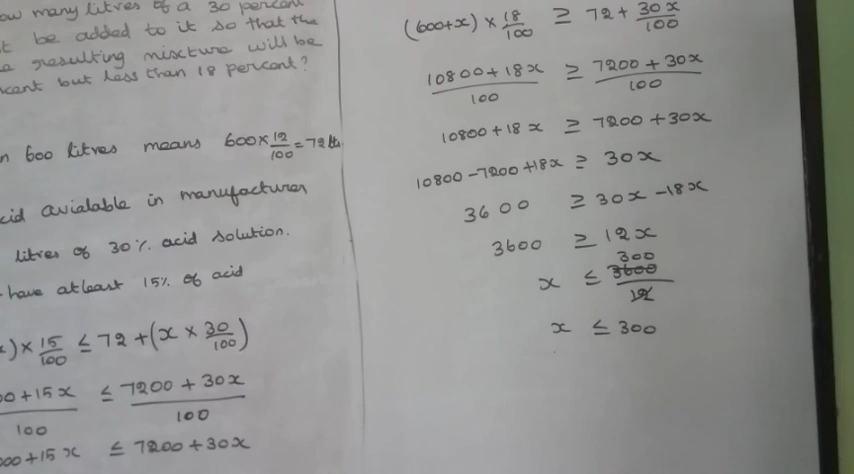 ow many litres of a 30 percent
t be added to it so that the
resulting mixture will be
cent but less than 18 percent?
n 600 litres means 600×12/100=72 lt
cid avialable in manufacturer
litres of 30% acid solution.
have atleast 15% of acid
)×15/100 ≤ 72+(x × 30/100)
00+15x/100 ≤ 7200+30x/100
000+15x ≤ 7200+30x
(600+x) × 18/100 ≥ 72+30x/100
10800+18x/100 ≥ 7200+30x/100
10800+18x ≥ 7200+30x
10800-7200+18x ≥ 30x
3600 ≥ 30x-18x
3600 ≥ 12x
300
x ≤ 3600/12
x ≤ 300